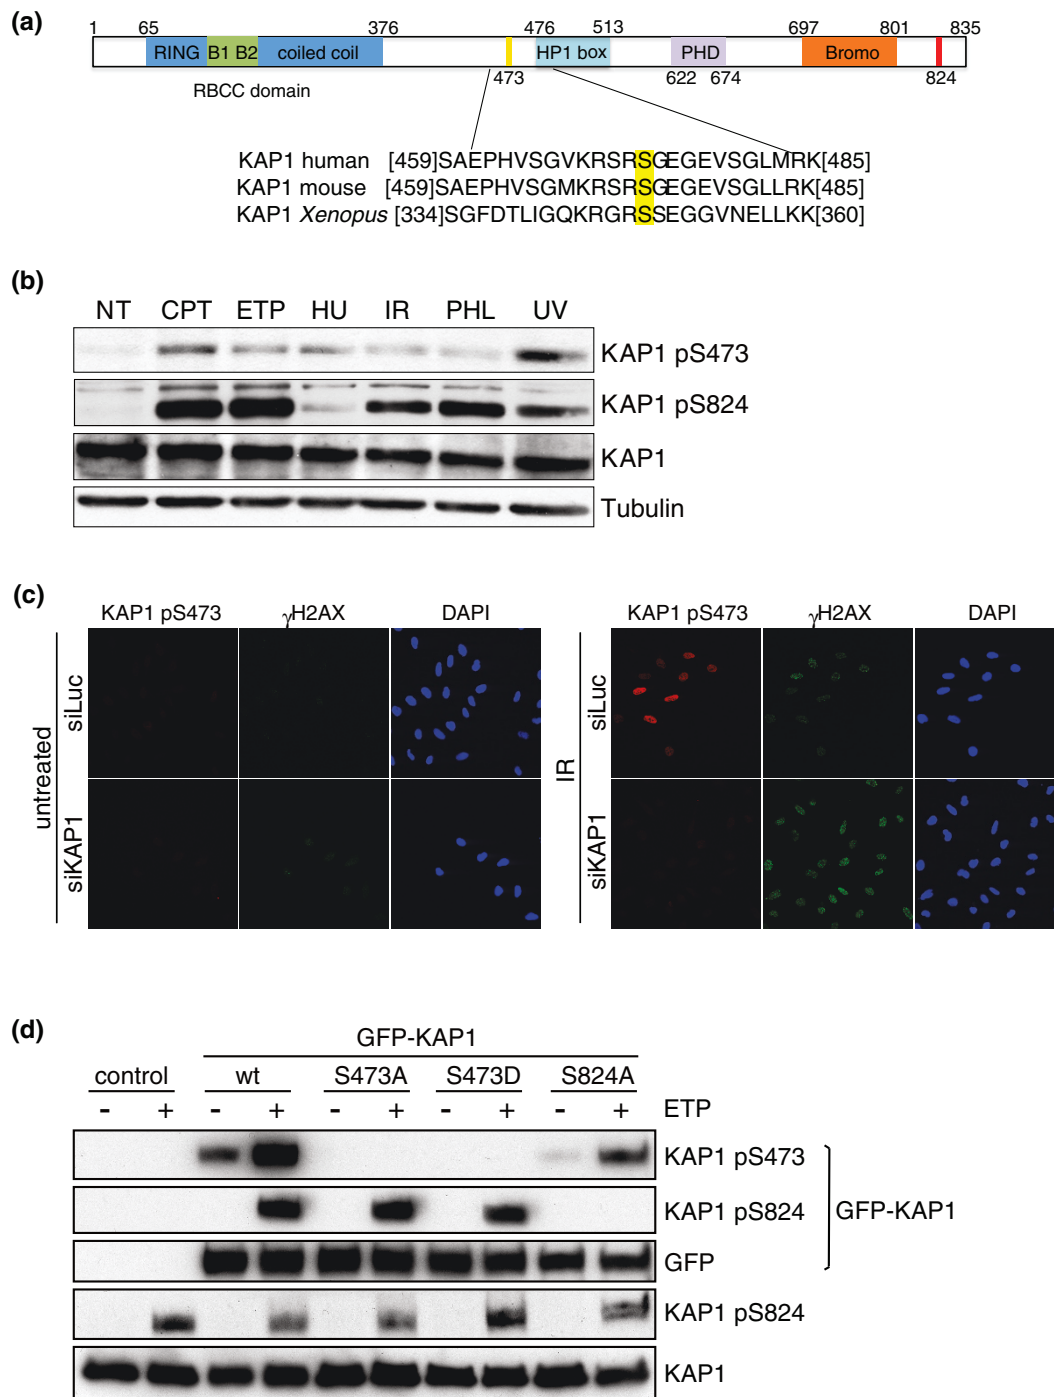 (a)
1 65 376 476 513 697 801 835
RING B1 B2 coiled coil HP1 box PHD Bromo
473 622 674 824
RBCC domain
KAP1 human [459]SAEPHVSGVKRSRSGEGEVSGLMRK[485]
KAP1 mouse [459]SAEPHVSGMKRSRSGEGEVSGLLRK[485]
KAP1 Xenopus [334]SGFDTLIGQKRGRSSEGGVNELLKK[360]
(b)
NT CPT ETP HU IR PHL UV
KAP1 pS473
KAP1 pS824
KAP1
Tubulin
(c)
KAP1 pS473 γH2AX DAPI KAP1 pS473 γH2AX DAPI
untreated
siLuc
siKAP1
IR
siLuc
siKAP1
(d)
GFP-KAP1
control wt S473A S473D S824A
- + - + - + - + - + ETP
KAP1 pS473
KAP1 pS824
GFP
GFP-KAP1
KAP1 pS824
KAP1